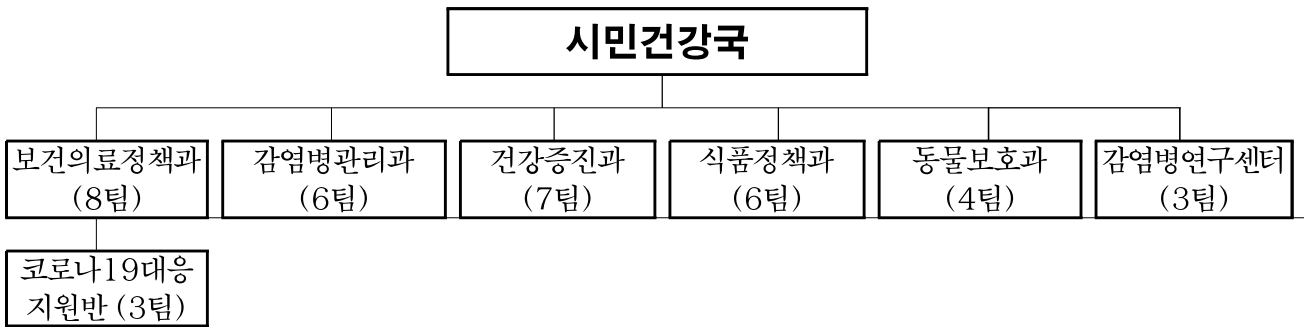 시민건강국
보건의료정책과
(8팀)
감염병관리과
(6팀)
건강증진과
(7팀)
식품정책과
(6팀)
동물보호과
(4팀)
감염병연구센터
(3팀)
코로나19대응
지원반 (3팀)